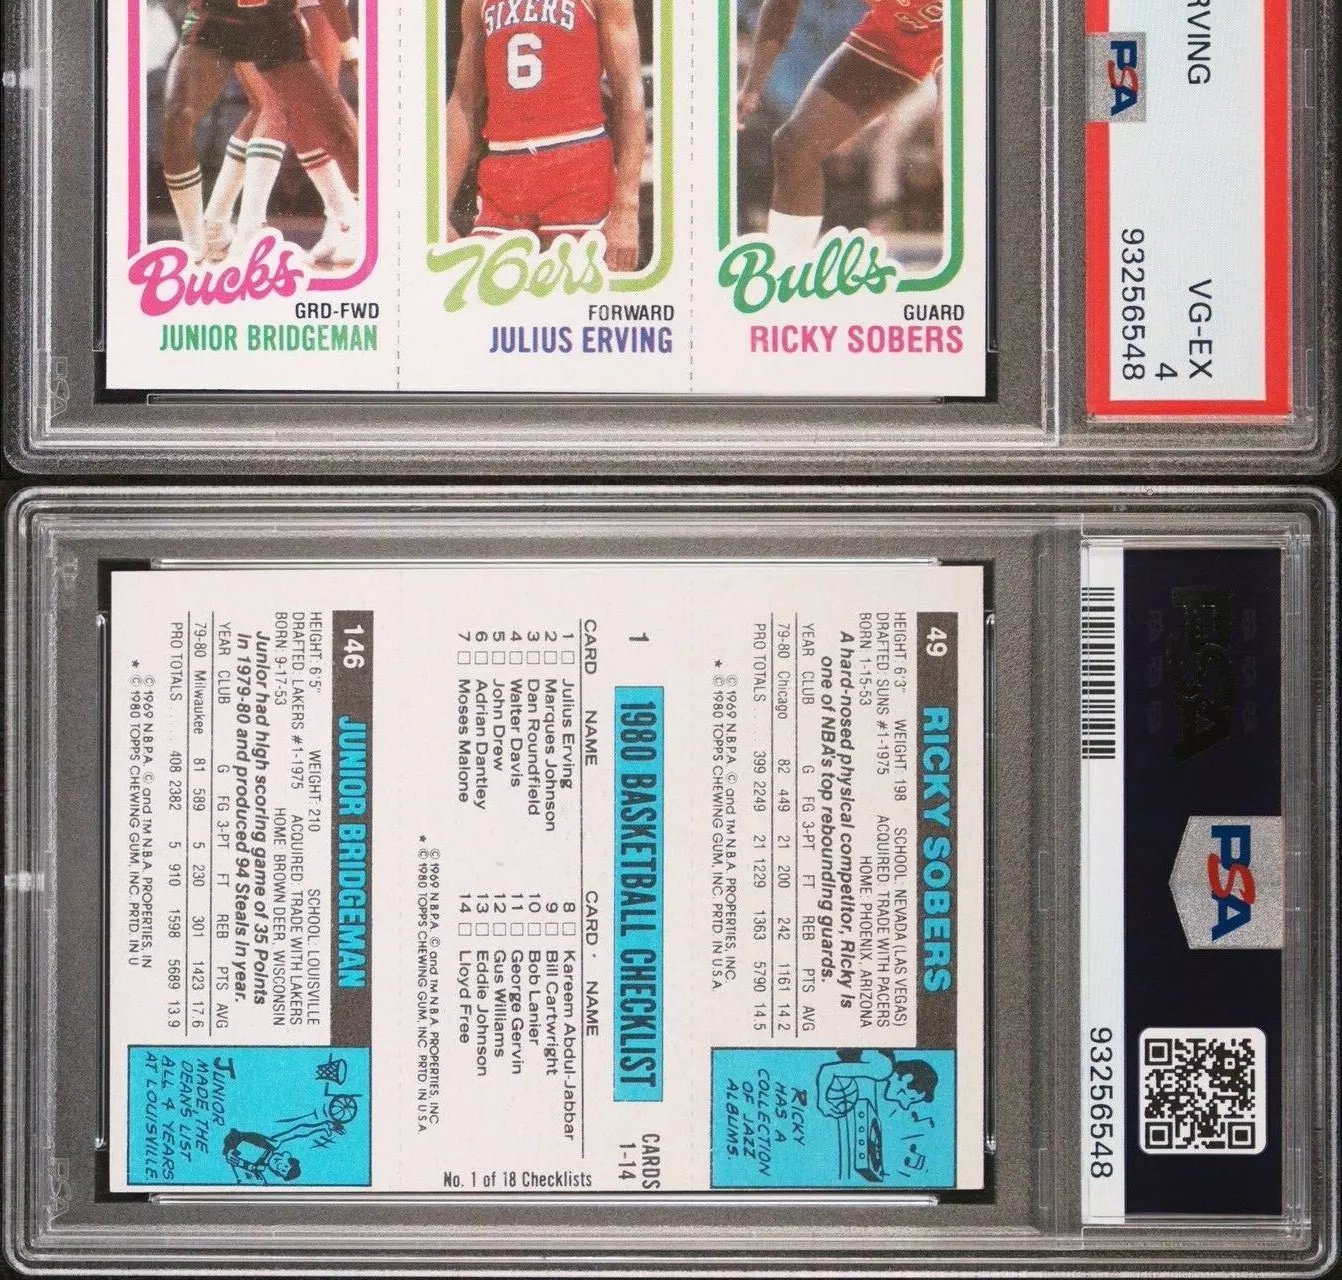 SIXERS
6
Bucks
GRD-FWD
JUNIOR BRIDGEMAN
76ers
FORWARD
JULIUS ERVING
Bulls
GUARD
RICKY SOBERS
RVING
PSA
VG-EX
4
93256548
PSA
49 RICKY SOBERS
HEIGHT: 6'3" WEIGHT: 198 SCHOOL: NEVADA (LAS VEGAS)
DRAFTED: SUNS #1-1975 ACQUIRED: TRADE WITH PACERS
BORN: 1-15-53 HOME: PHOENIX, ARIZONA
A hard-nosed physical competitor, Ricky is
one of NBA's top rebounding guards.
YEAR CLUB G FG 3-PT FT REB PTS AVG
79-80 Chicago 82 449 21 200 242 1161 14.2
PRO TOTALS 399 2249 21 1229 1363 5790 14.5
© 1969 N.B.P.A. © and TM N.B.A. PROPERTIES, INC.
* © 1980 TOPPS CHEWING GUM, INC. PRTD. IN U.S.A.
RICKY
HAS A
COLLECTION
OF JAZZ
ALBUMS.
1 1980 BASKETBALL CHECKLIST CARDS
1-14
CARD NAME CARD NAME
1 Julius Erving 8 Kareem Abdul-Jabbar
2 Marques Johnson 9 Bill Cartwright
3 Dan Roundfield 10 Bob Lanier
4 Walter Davis 11 George Gervin
5 John Drew 12 Gus Williams
6 Adrian Dantley 13 Eddie Johnson
7 Moses Malone 14 Lloyd Free
© 1969 N.B.P.A. © and TM N.B.A. PROPERTIES, INC.
* © 1980 TOPPS CHEWING GUM, INC. PRTD. IN U.S.A.
No. 1 of 18 Checklists
146 JUNIOR BRIDGEMAN
HEIGHT: 6'5" WEIGHT: 210 SCHOOL: LOUISVILLE
DRAFTED: LAKERS #1-1975 ACQUIRED: TRADE WITH LAKERS
BORN: 9-17-53 HOME: BROWN DEER, WISCONSIN
Junior had high scoring game of 35 Points
in 1979-80 and produced 94 Steals in year.
YEAR CLUB G FG 3-PT FT REB PTS AVG
79-80 Milwaukee 81 589 5 230 301 1423 17.6
PRO TOTALS 408 2382 5 910 1598 5689 13.9
© 1969 N.B.P.A. © and TM N.B.A. PROPERTIES, IN
* © 1980 TOPPS CHEWING GUM, INC. PRTD. IN U
JUNIOR
MADE THE
DEAN'S LIST
ALL 4 YEARS
AT LOUISVILLE
PSA
PSA
93256548
PSA